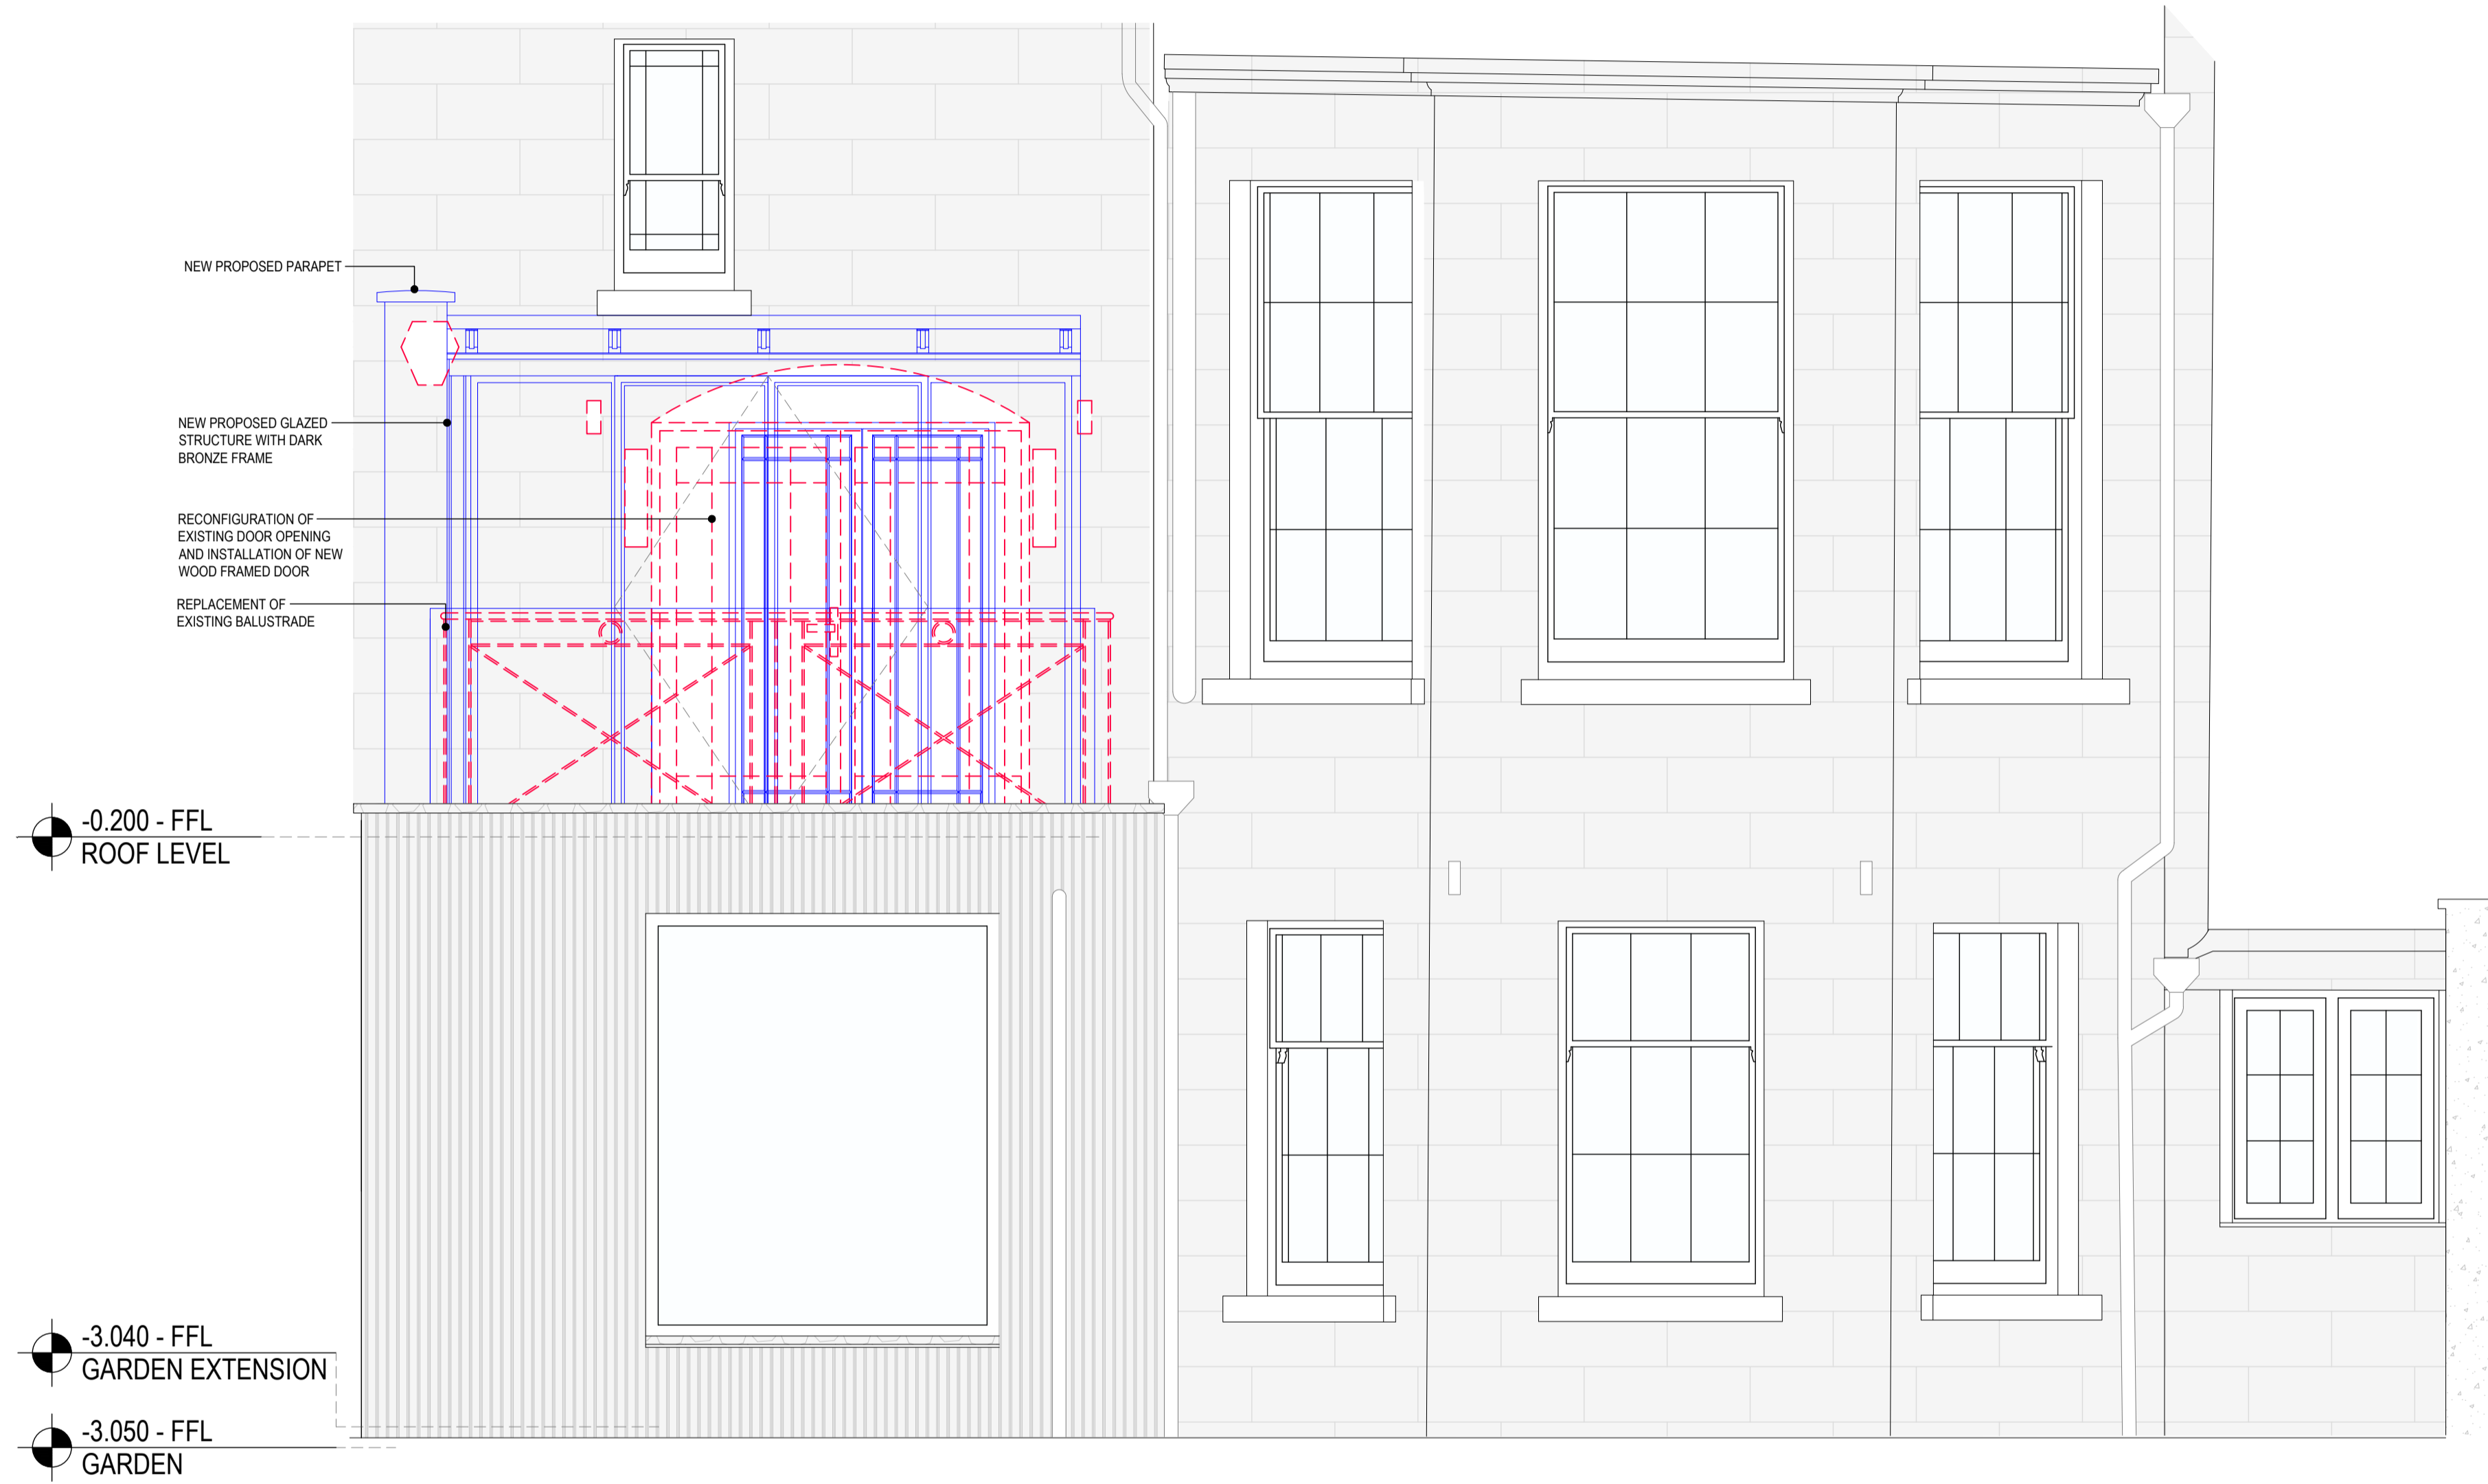 NEW PROPOSED PARAPET
NEW PROPOSED GLAZED
STRUCTURE WITH DARK
BRONZE FRAME
RECONFIGURATION OF
EXISTING DOOR OPENING
AND INSTALLATION OF NEW
WOOD FRAMED DOOR
REPLACEMENT OF
EXISTING BALUSTRADE
-0.200 - FFL
ROOF LEVEL
-3.040 - FFL
GARDEN EXTENSION
-3.050 - FFL
GARDEN